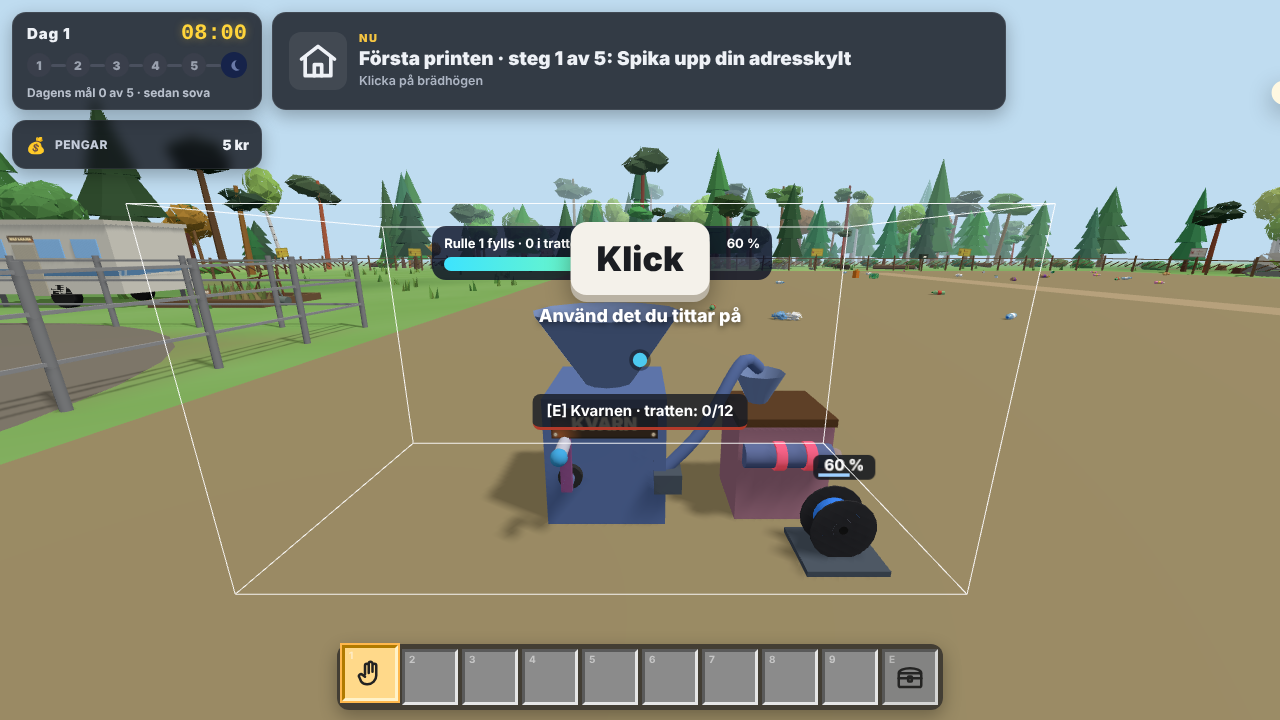 Dag 1
08:00
1 2 3 4 5
Dagens mål 0 av 5 · sedan sova
PENGAR
5 kr
NU
Första printen · steg 1 av 5: Spika upp din adresskylt
Klicka på brädhögen
Rulle 1 fylls · 0 i tratt
60 %
Klick
Använd det du tittar på
[E] Kvarnen · tratten: 0/12
KVARN
60 %
1 2 3 4 5 6 7 8 9 E